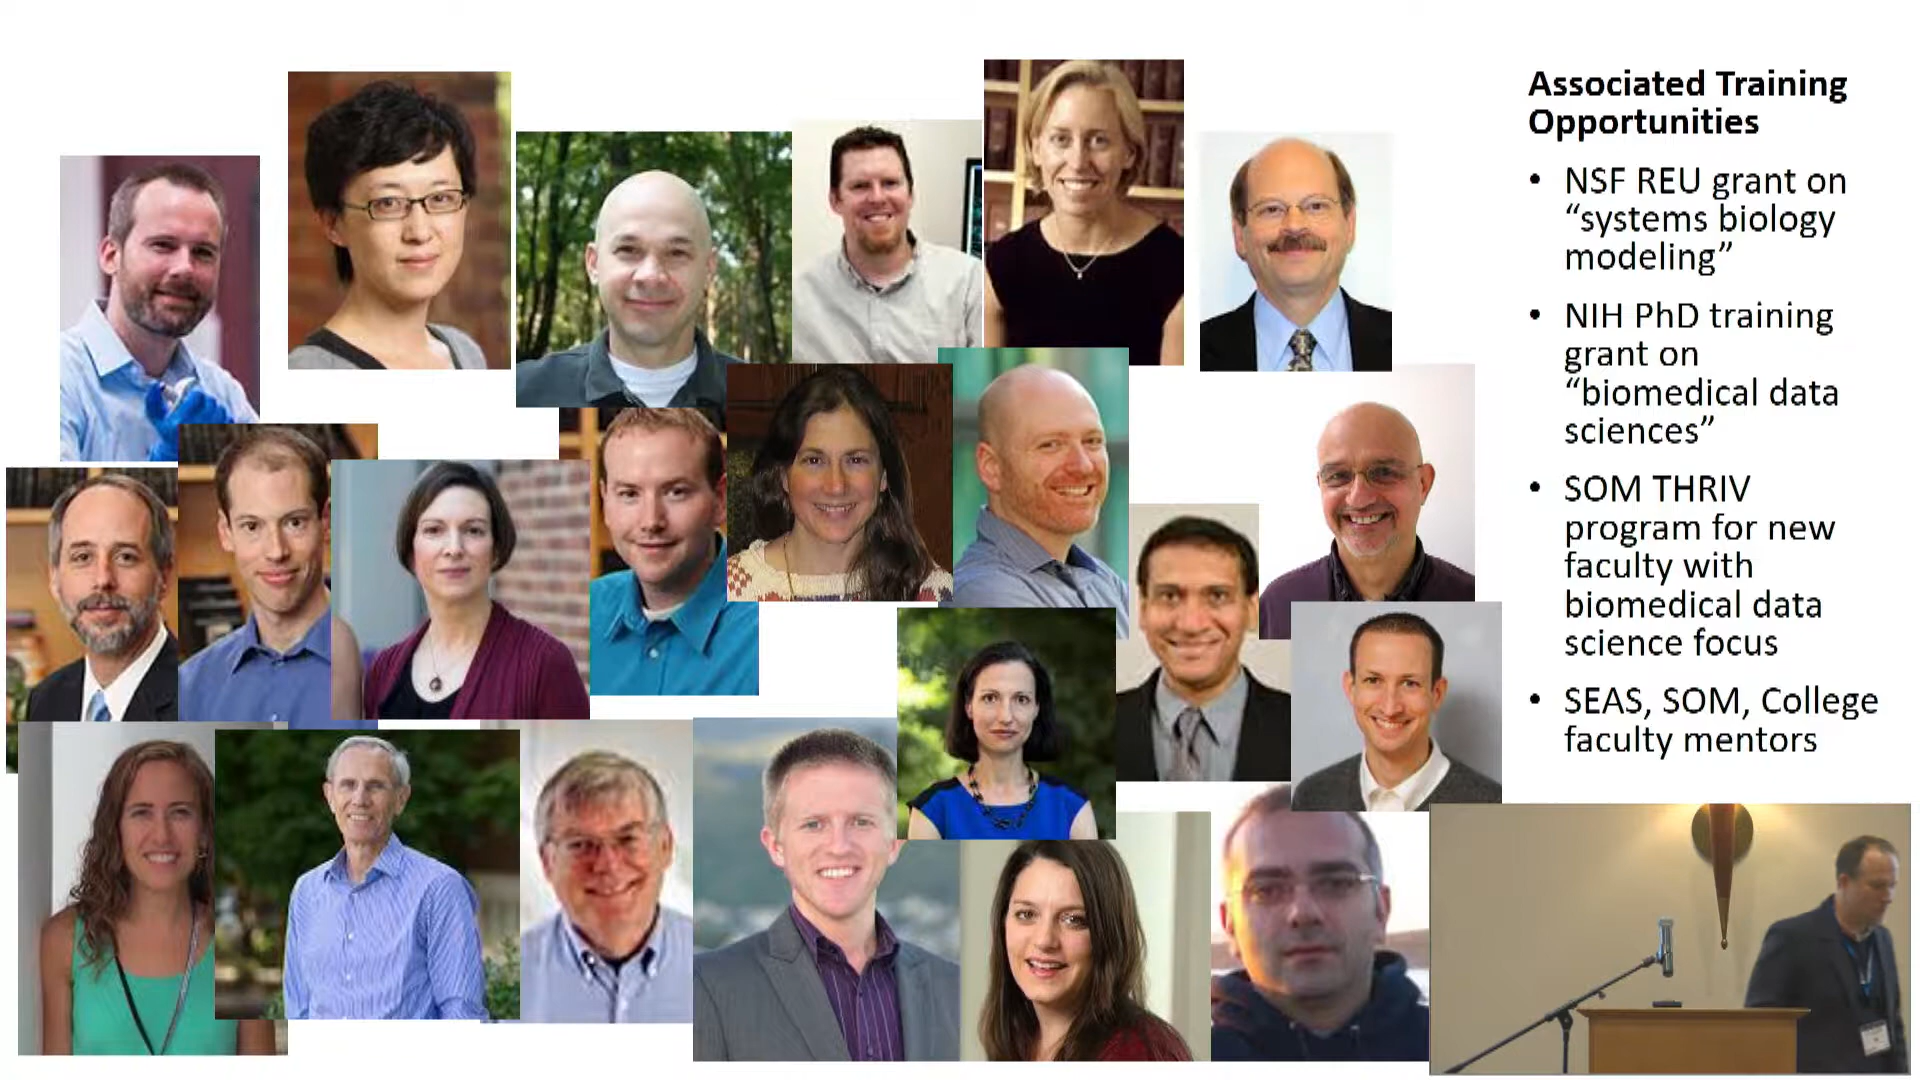 Associated Training
Opportunities
• NSF REU grant on
“systems biology
modeling”
• NIH PhD training
grant on
“biomedical data
sciences”
• SOM THRIV
program for new
faculty with
biomedical data
science focus
• SEAS, SOM, College
faculty mentors